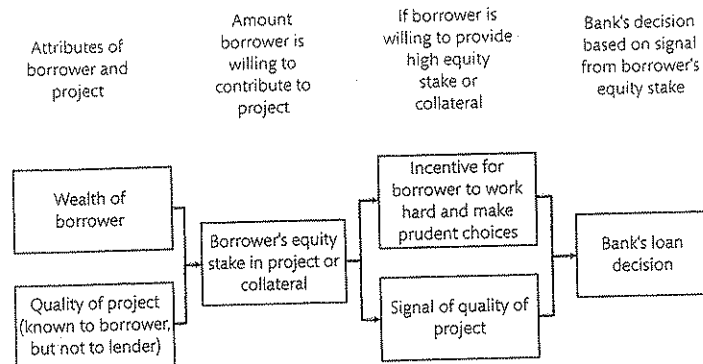 Attributes of
borrower and
project
Amount
borrower is
willing to
contribute to
project
If borrower is
willing to provide
high equity
stake or
collateral
Bank's decision
based on signal
from borrower's
equity stake
Wealth of
borrower
Quality of project
(known to borrower,
but not to lender)
Borrower's equity
stake in project or
collateral
Incentive for
borrower to work
hard and make
prudent choices
Signal of quality of
project
Bank's loan
decision